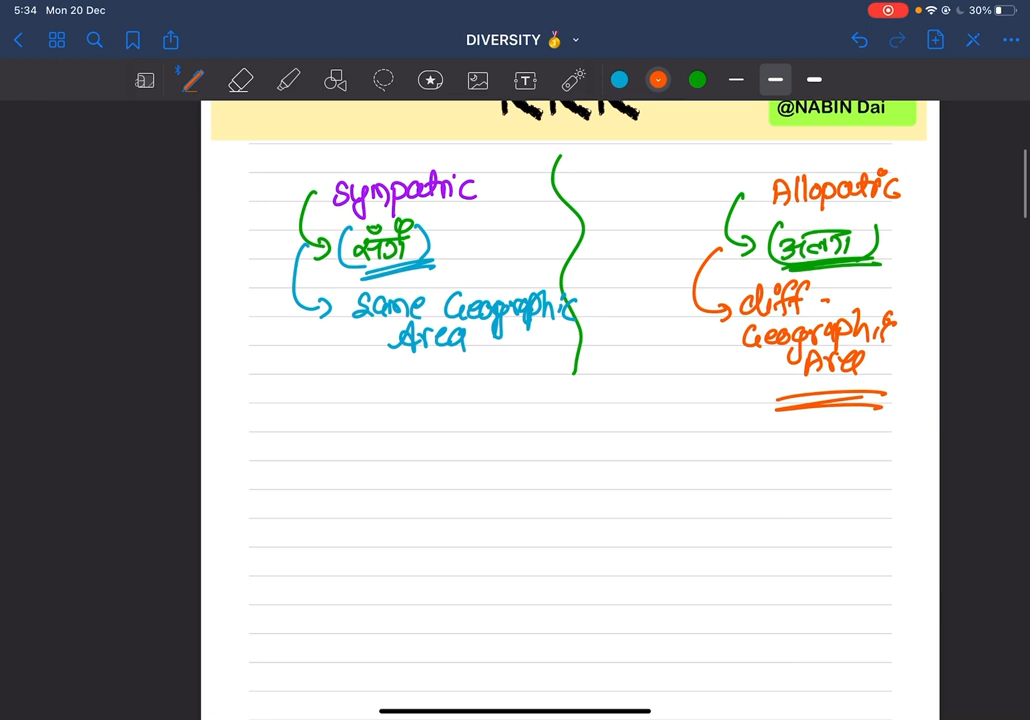 5:34 Mon 20 Dec
30%
DIVERSITY
@NABIN Dai
Sympatric
Allopatric
सँगै
अलग
Same Geographic
Area
diff -
Geographic
Area